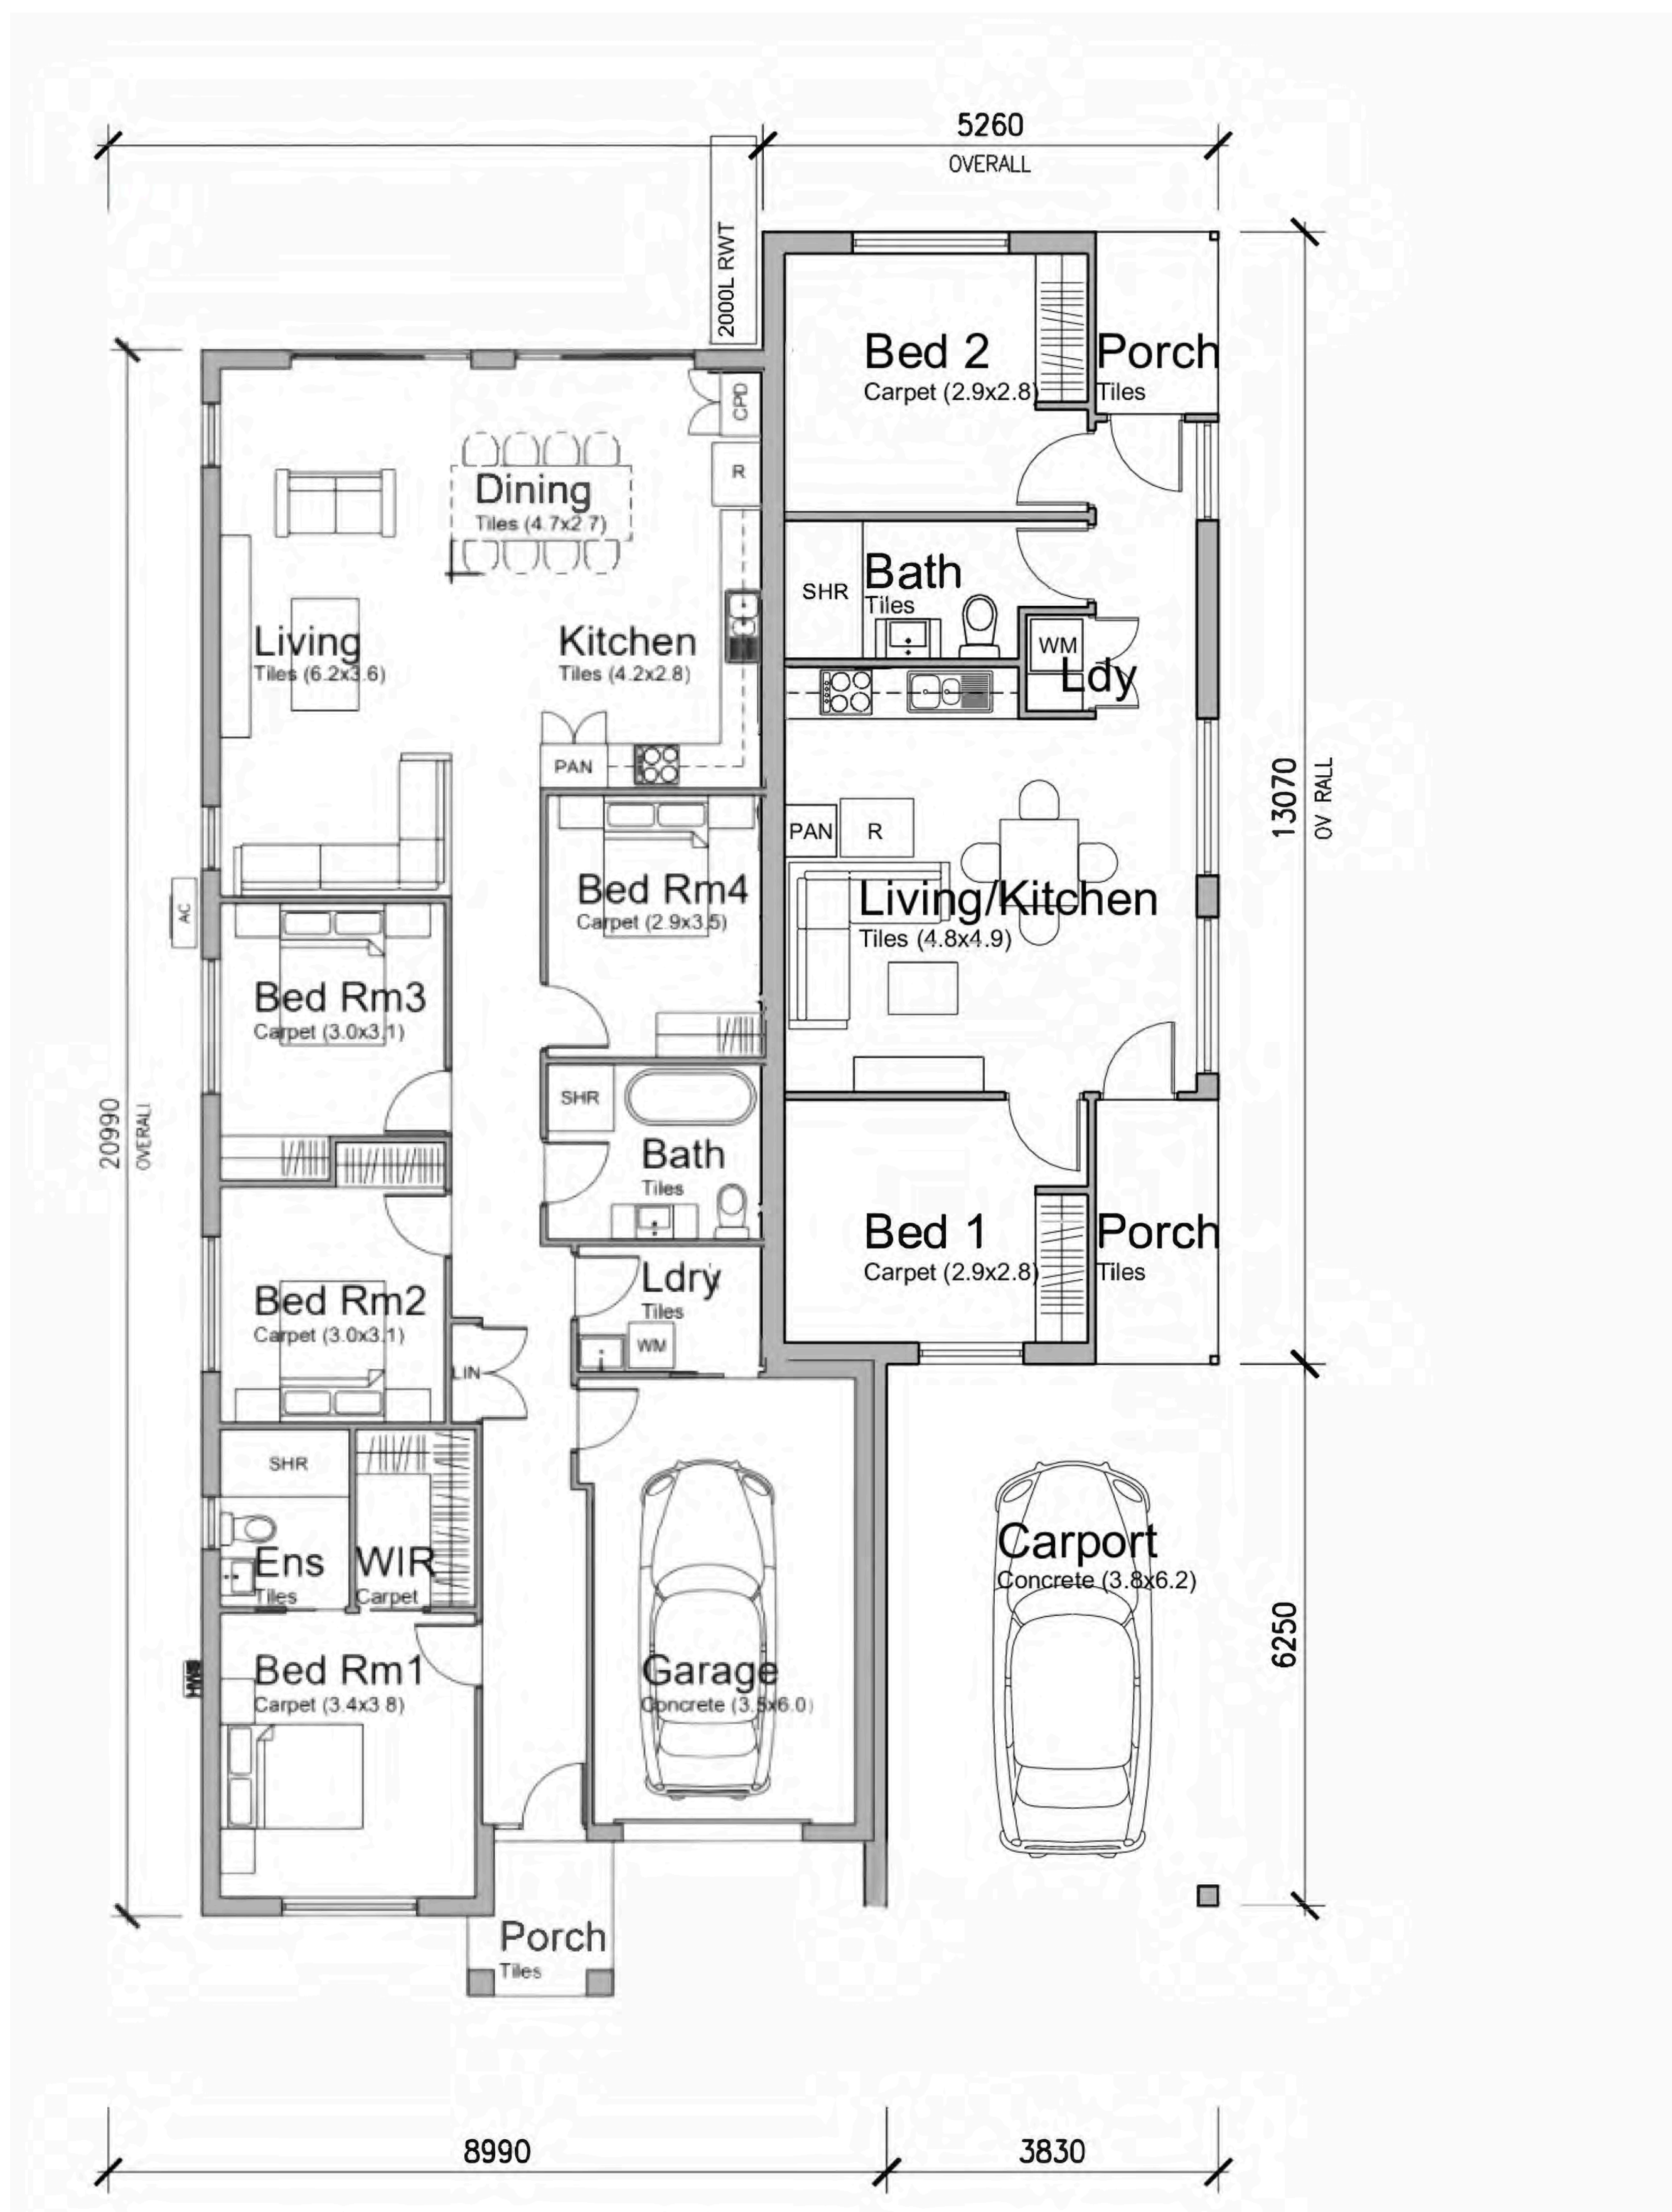 5260
OVERALL
2000L RWT
Bed 2
Carpet (2.9x2.8)
Porch
Tiles
CPD
R
Dining
Tiles (4.7x2 7)
Bath
Tiles
SHR
WM
Ldy
Living
Tiles (6.2x3.6)
Kitchen
Tiles (4.2x2.8)
PAN
PAN
R
13070
OV RALL
Living/Kitchen
Tiles (4.8x4.9)
Bed Rm4
Carpet (2.9x3.5)
AC
Bed Rm3
Carpet (3.0x3.1)
20990
OVERALL
SHR
Bath
Tiles
Bed 1
Carpet (2.9x2.8)
Porch
Tiles
Ldry
Tiles
WM
Bed Rm2
Carpet (3.0x3.1)
LIN
SHR
Ens
Tiles
WIR
Carpet
Carport
Concrete (3.8x6.2)
6250
HWS
Bed Rm1
Carpet (3.4x3 8)
Garage
Concrete (3.5x6.0)
Porch
Tiles
8990
3830